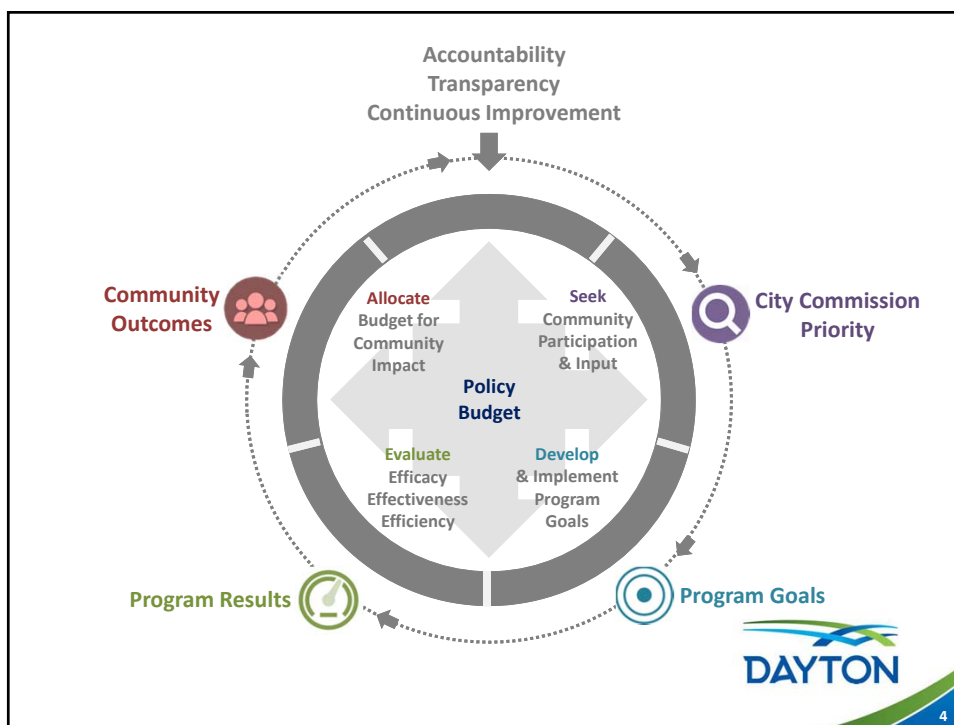 Accountability
Transparency
Continuous Improvement
Community
Outcomes
City Commission
Priority
Allocate
Budget for
Community
Impact
Seek
Community
Participation
& Input
Policy
Budget
Evaluate
Efficacy
Effectiveness
Efficiency
Develop
& Implement
Program
Goals
Program Results
Program Goals
DAYTON
4